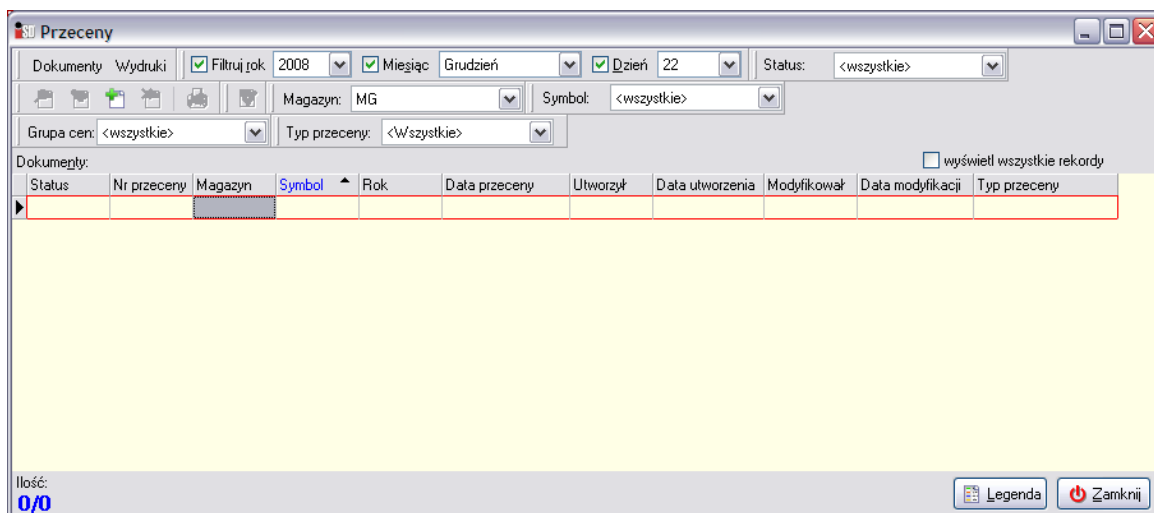 Przeceny
Dokumenty Wydruki Filtruj rok 2008 Miesiąc Grudzień Dzień 22 Status: <wszystkie>
Magazyn: MG Symbol: <wszystkie>
Grupa cen: <wszystkie> Typ przeceny: <Wszystkie>
Dokumenty: wyświetl wszystkie rekordy
Status Nr przeceny Magazyn Symbol Rok Data przeceny Utworzył Data utworzenia Modyfikował Data modyfikacji Typ przeceny
Ilość:
0/0 Legenda Zamknij